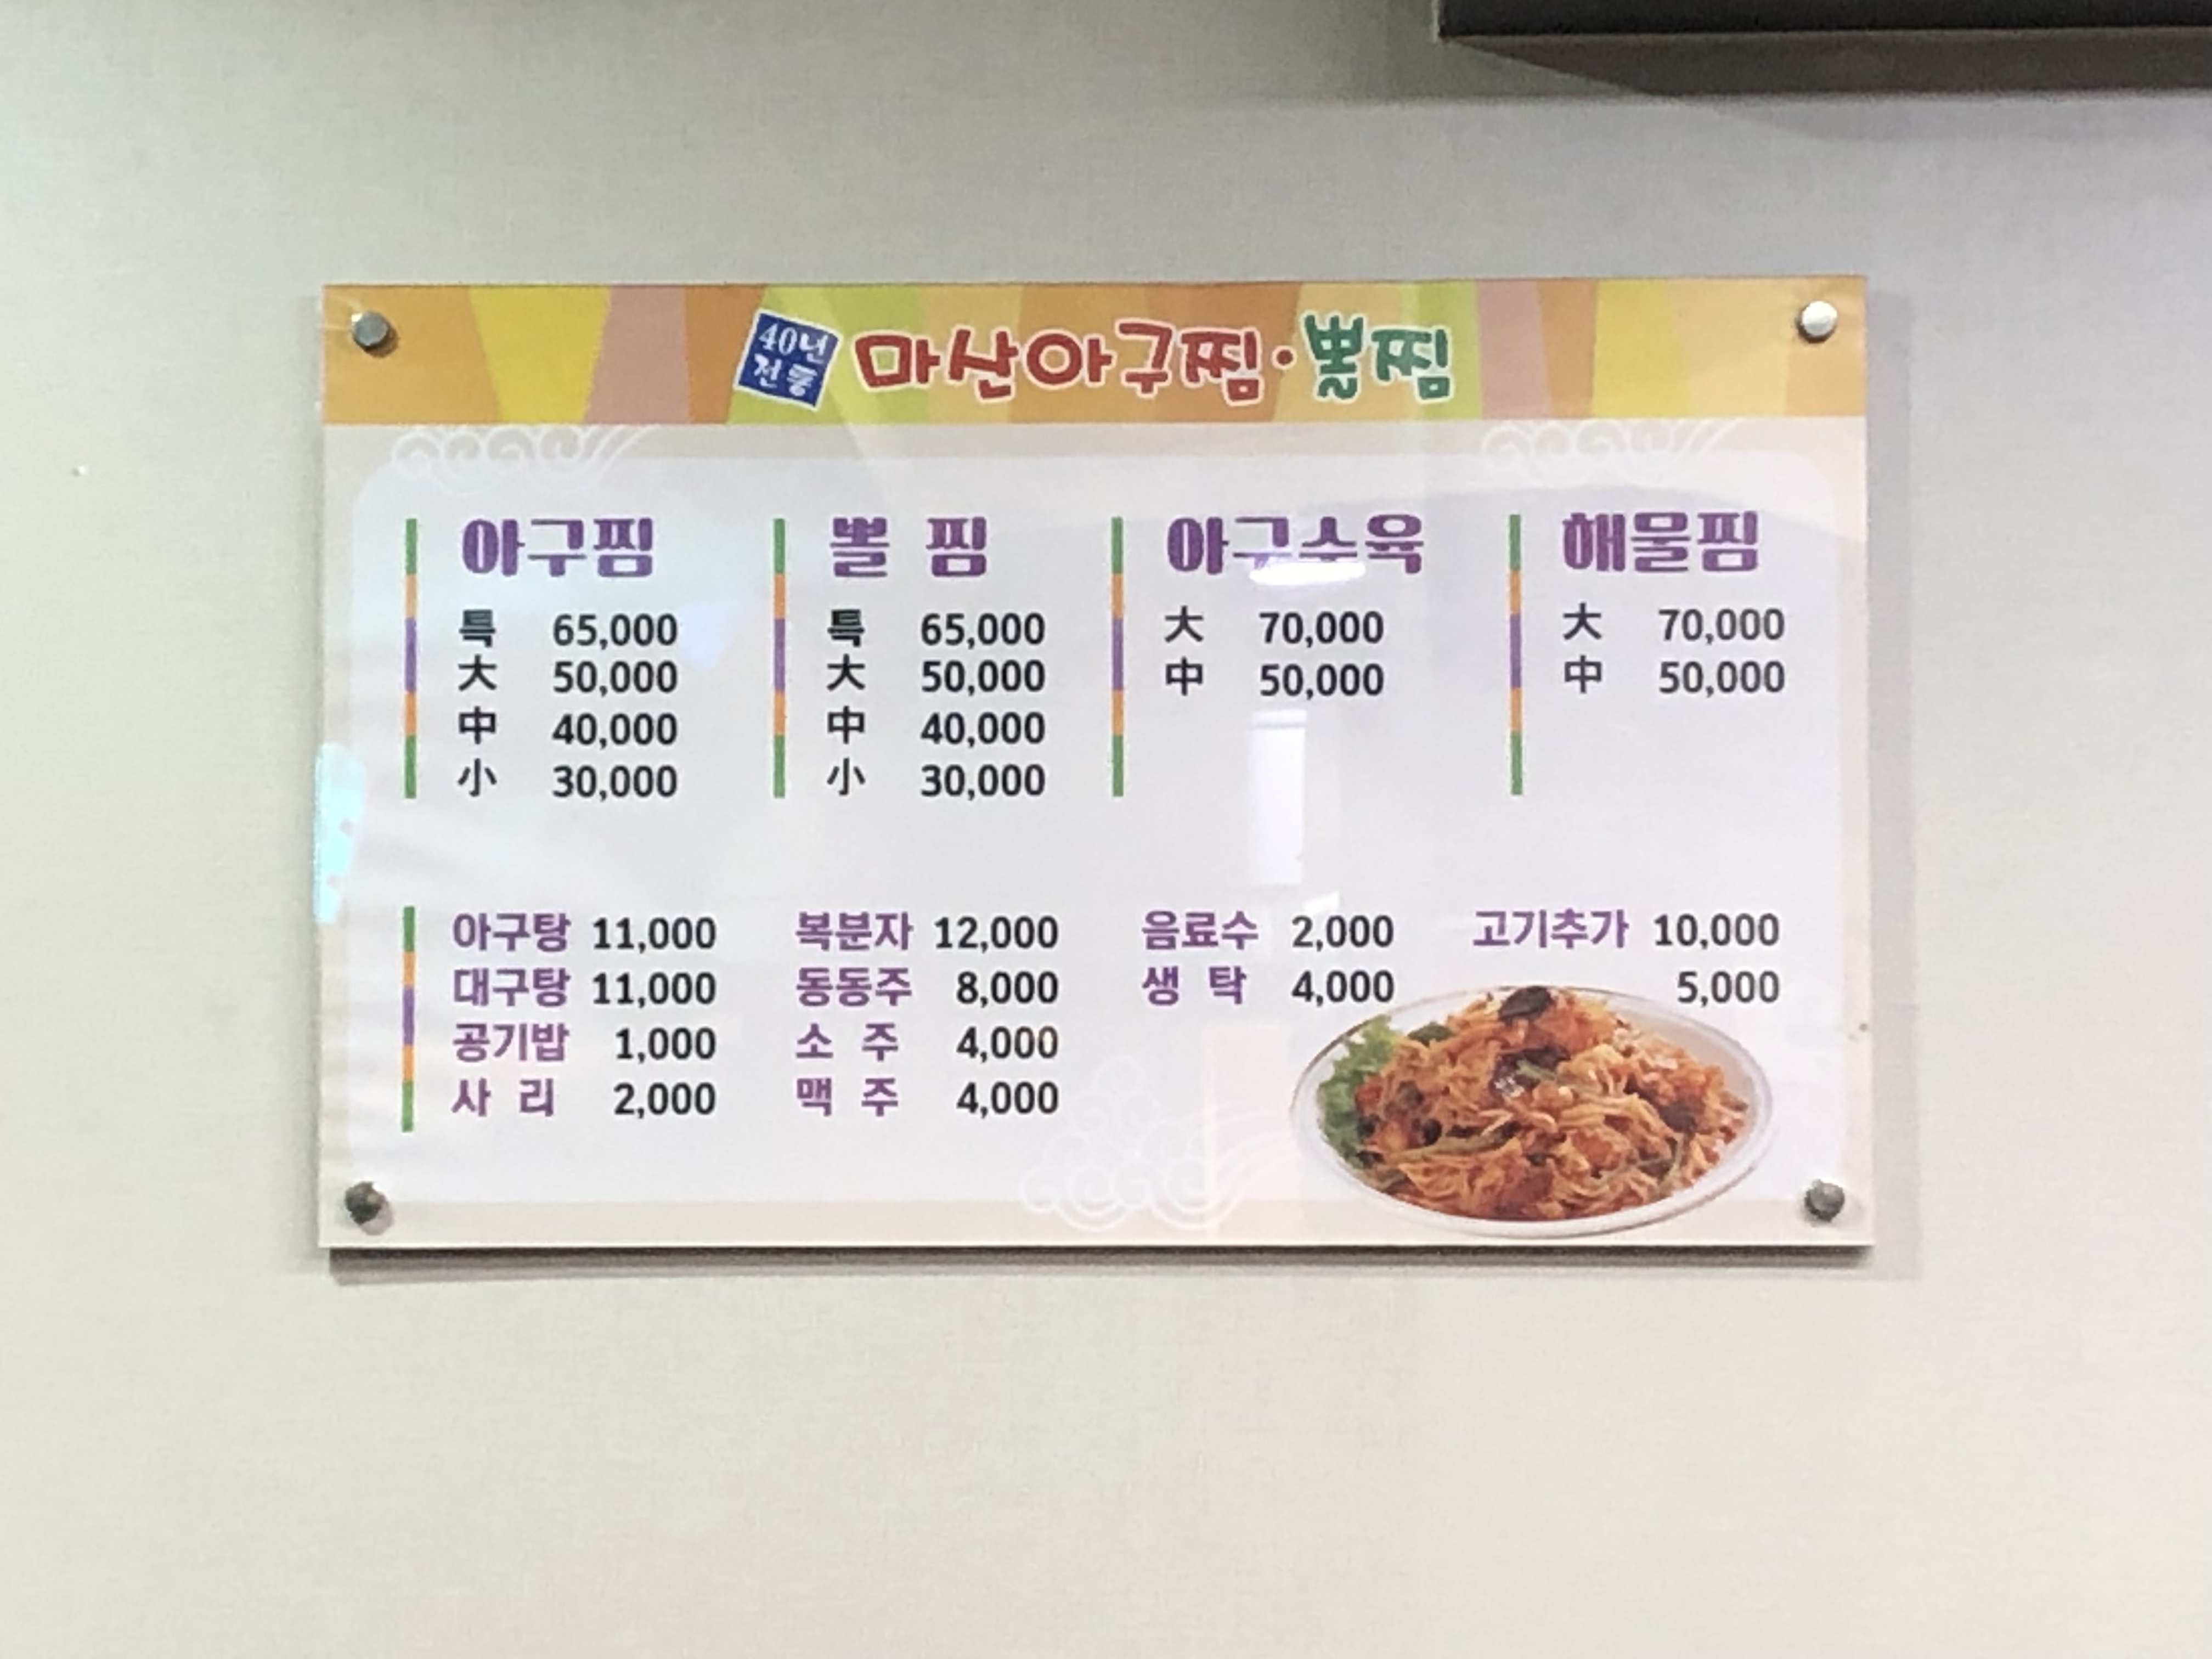 40년
전통
마산아구찜·뽈찜
아구찜
特 65,000
大 50,000
中 40,000
小 30,000
뽈 찜
특 65,000
大 50,000
中 40,000
小 30,000
아구수육
大 70,000
中 50,000
해물찜
大 70,000
中 50,000
아구탕 11,000
대구탕 11,000
공기밥 1,000
사 리 2,000
복분자 12,000
동동주 8,000
소 주 4,000
맥 주 4,000
음료수 2,000
생 탁 4,000
고기추가 10,000
5,000